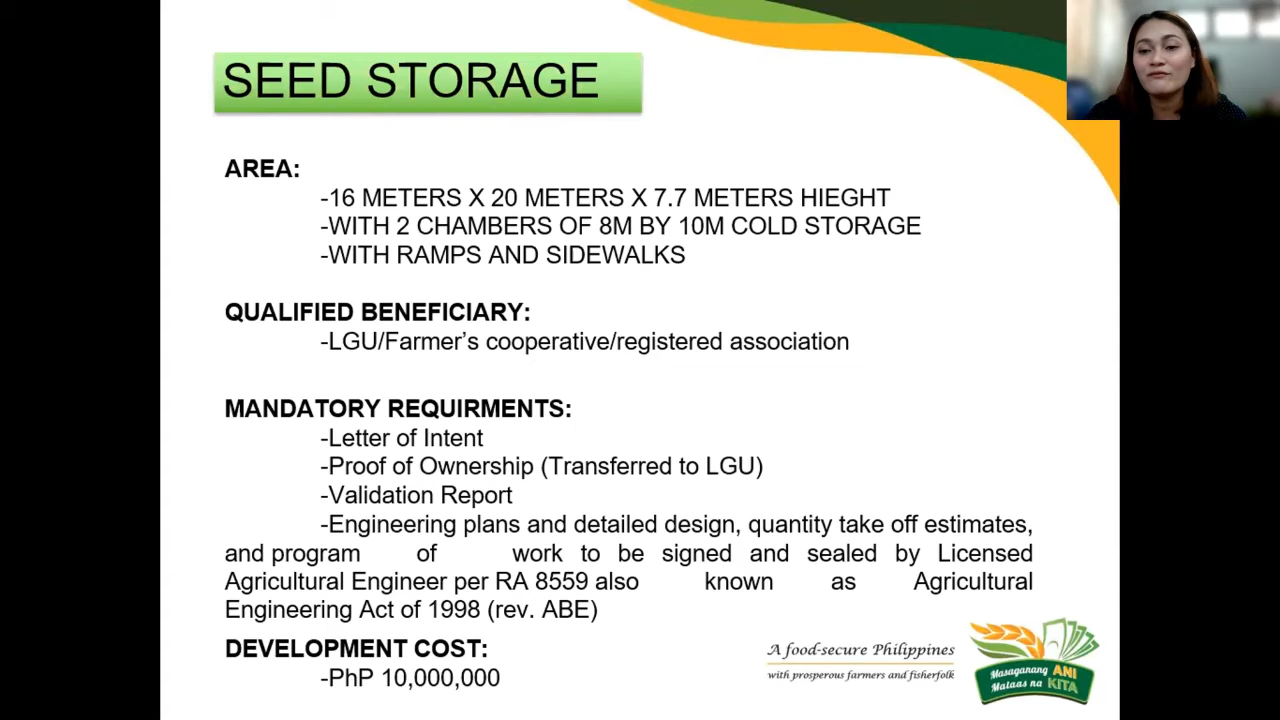 SEED STORAGE
AREA:
-16 METERS X 20 METERS X 7.7 METERS HIEGHT
-WITH 2 CHAMBERS OF 8M BY 10M COLD STORAGE
-WITH RAMPS AND SIDEWALKS
QUALIFIED BENEFICIARY:
-LGU/Farmer's cooperative/registered association
MANDATORY REQUIRMENTS:
-Letter of Intent
-Proof of Ownership (Transferred to LGU)
-Validation Report
-Engineering plans and detailed design, quantity take off estimates,
and program of work to be signed and sealed by Licensed
Agricultural Engineer per RA 8559 also known as Agricultural
Engineering Act of 1998 (rev. ABE)
DEVELOPMENT COST:
-PhP 10,000,000
A food-secure Philippines
with prosperous farmers and fisherfolk
Masaganang ANI
Mataas na KITA